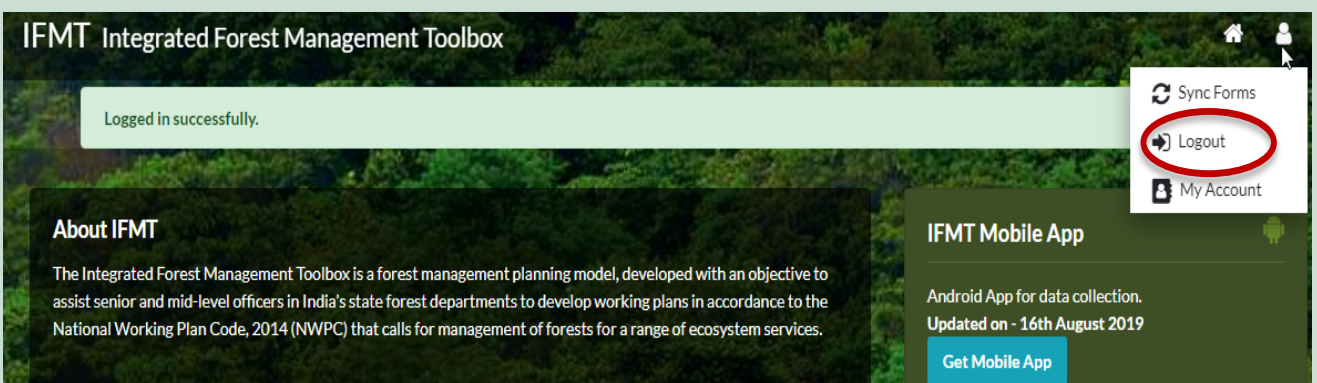 IFMT Integrated Forest Management Toolbox
Logged in successfully.
Sync Forms
Logout
My Account
About IFMT
The Integrated Forest Management Toolbox is a forest management planning model, developed with an objective to
assist senior and mid-level officers in India's state forest departments to develop working plans in accordance to the
National Working Plan Code, 2014 (NWPC) that calls for management of forests for a range of ecosystem services.
IFMT Mobile App
Android App for data collection.
Updated on - 16th August 2019
Get Mobile App